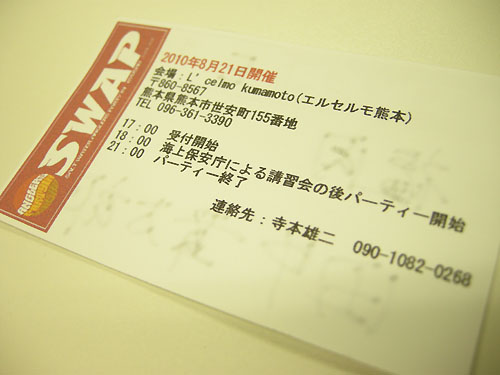 SWAP
ANGLERS
2010年8月21日開催
会場：L'celmo kumamoto(エルセルモ熊本)
〒860-8567
熊本県熊本市世安町155番地
TEL 096-361-3390
17：00 受付開始
18：00 海上保安庁による講習会の後パーティー開始
21：00 パーティー終了
連絡先：寺本雄二 090-1082-0268